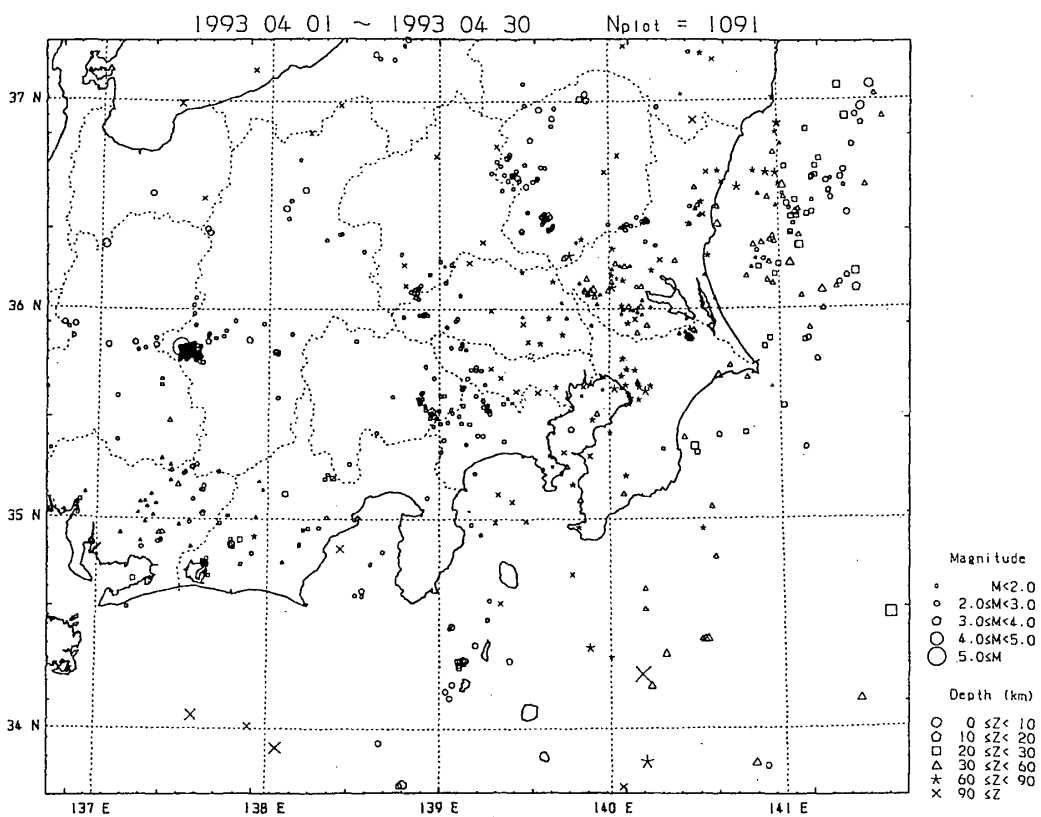 1993 04 01 ~ 1993 04 30 Nplot = 1091
37 N
36 N
35 N
34 N
137 E 138 E 139 E 140 E 141 E
Magnitude
M<2.0
2.0≤M<3.0
3.0≤M<4.0
4.0≤M<5.0
5.0≤M
Depth (km)
0 ≤Z< 10
10 ≤Z< 20
20 ≤Z< 30
30 ≤Z< 60
60 ≤Z< 90
90 ≤Z